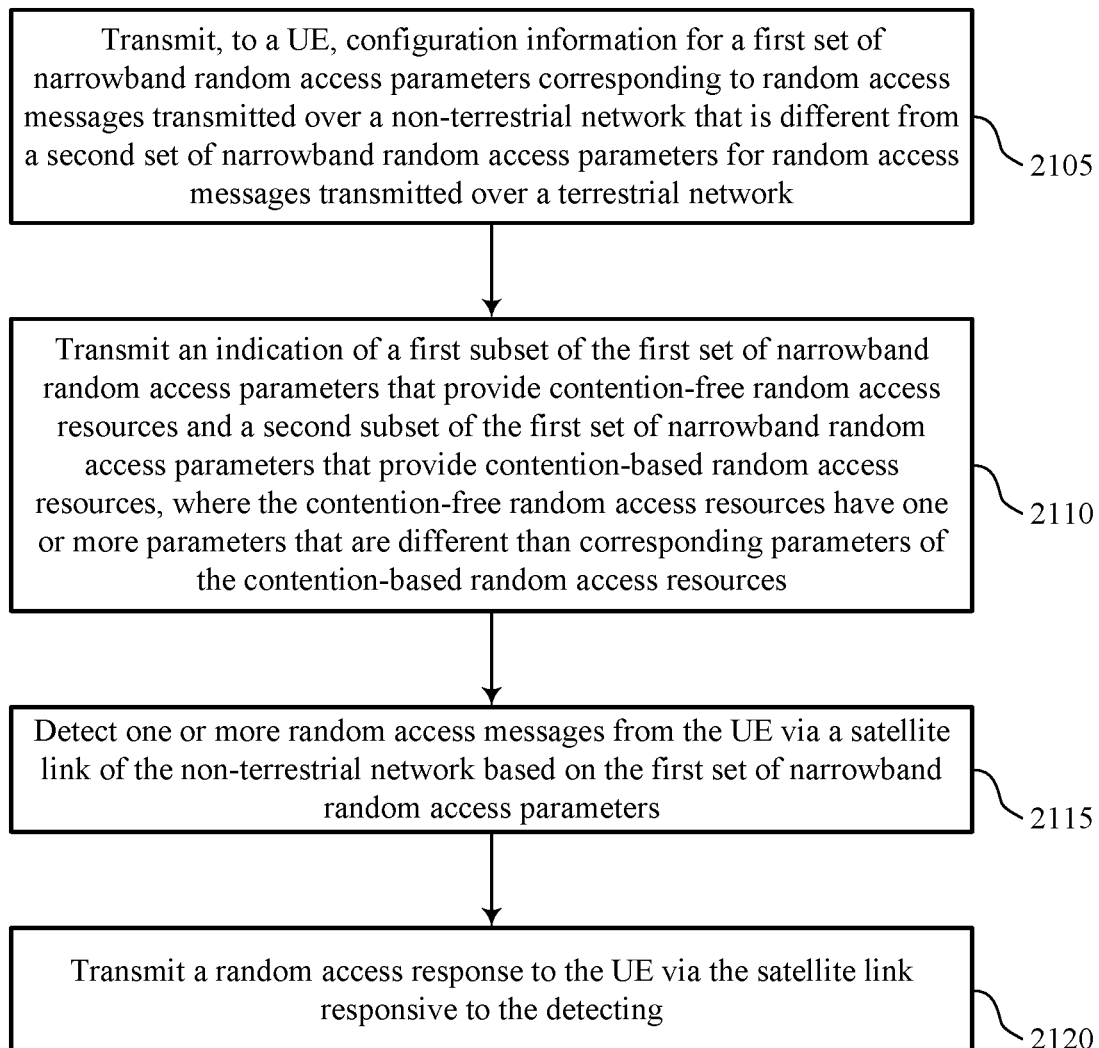 Transmit, to a UE, configuration information for a first set of
narrowband random access parameters corresponding to random access
messages transmitted over a non-terrestrial network that is different from
a second set of narrowband random access parameters for random access
messages transmitted over a terrestrial network
2105
Transmit an indication of a first subset of the first set of narrowband
random access parameters that provide contention-free random access
resources and a second subset of the first set of narrowband random
access parameters that provide contention-based random access
resources, where the contention-free random access resources have one
or more parameters that are different than corresponding parameters of
the contention-based random access resources
2110
Detect one or more random access messages from the UE via a satellite
link of the non-terrestrial network based on the first set of narrowband
random access parameters
2115
Transmit a random access response to the UE via the satellite link
responsive to the detecting
2120